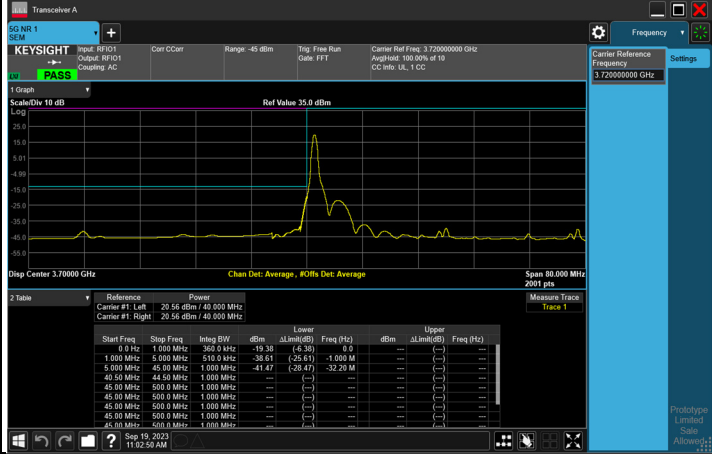 Transceiver A
5G NR 1
SEM
Frequency
KEYSIGHT
LU
PASS
Input: RFIO1
Output: RFIO1
Coupling: AC
Corr CCorr
Range: -45 dBm
Trig: Free Run
Gate: FFT
Carrier Ref Freq: 3.720000000 GHz
Avg|Hold: 100.00% of 10
CC Info: UL, 1 CC
Carrier Reference
Frequency
3.720000000 GHz
Settings
1 Graph
Scale/Div 10 dB
Ref Value 35.0 dBm
Log
25.0
15.0
5.01
-4.99
-15.0
-25.0
-35.0
-45.0
-55.0
Disp Center 3.70000 GHz
Chan Det: Average, #Offs Det: Average
Span 80.000 MHz
2001 pts
2 Table
Reference Power
Carrier #1: Left 20.56 dBm / 40.000 MHz
Carrier #1: Right 20.56 dBm / 40.000 MHz
Measure Trace
Trace 1
Lower Upper
Start Freq Stop Freq Integ BW dBm ΔLimit(dB) Freq (Hz) dBm ΔLimit(dB) Freq (Hz)
0.0 Hz 1.000 MHz 360.0 kHz -19.38 (-6.38) 0.0 --- (---) ---
1.000 MHz 5.000 MHz 510.0 kHz -38.61 (-25.61) -1.000 M --- (---) ---
5.000 MHz 45.00 MHz 1.000 MHz -41.47 (-28.47) -32.20 M --- (---) ---
40.50 MHz 44.50 MHz 1.000 MHz --- (---) --- --- (---) ---
45.00 MHz 500.0 MHz 1.000 MHz --- (---) --- --- (---) ---
45.00 MHz 500.0 MHz 1.000 MHz --- (---) --- --- (---) ---
45.00 MHz 500.0 MHz 1.000 MHz --- (---) --- --- (---) ---
45.00 MHz 500.0 MHz 1.000 MHz --- (---) --- --- (---) ---
45.00 MHz 500.0 MHz 1.000 MHz --- (---) --- --- (---) ---
Prototype
Limited
Sale
Allowed
?
Sep 19, 2023
11:02:50 AM